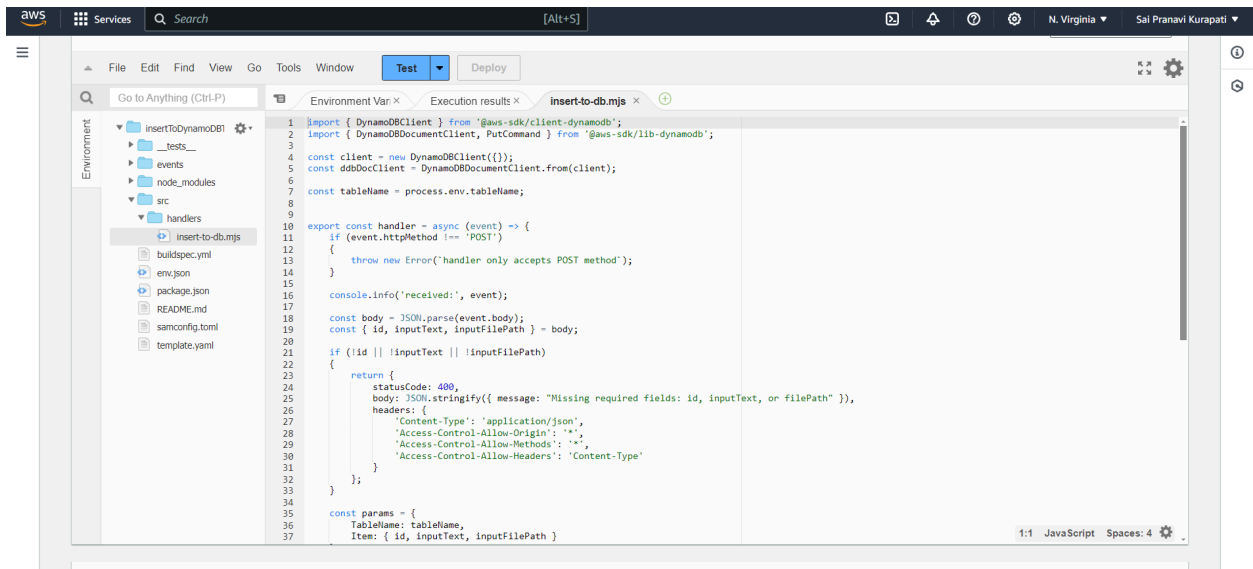 aws Services Search [Alt+S] N. Virginia ▼ Sai Pranavi Kurapati ▼
File Edit Find View Go Tools Window Test Deploy
Go to Anything (Ctrl-P)
Environment Vari × Execution results × insert-to-db.mjs ×
Environment
insertToDynamoDB1
__tests__
events
node_modules
src
handlers
insert-to-db.mjs
buildspec.yml
env.json
package.json
README.md
samconfig.toml
template.yaml
1 import { DynamoDBClient } from '@aws-sdk/client-dynamodb';
2 import { DynamoDBDocumentClient, PutCommand } from '@aws-sdk/lib-dynamodb';
3
4 const client = new DynamoDBClient({});
5 const ddbDocClient = DynamoDBDocumentClient.from(client);
6
7 const tableName = process.env.tableName;
8
9
10 export const handler = async (event) => {
11     if (event.httpMethod !== 'POST')
12     {
13         throw new Error(`handler only accepts POST method`);
14     }
15
16     console.info('received:', event);
17
18     const body = JSON.parse(event.body);
19     const { id, inputText, inputFilePath } = body;
20
21     if (!id || !inputText || !inputFilePath)
22     {
23         return {
24             statusCode: 400,
25             body: JSON.stringify({ message: "Missing required fields: id, inputText, or filePath" }),
26             headers: {
27                 'Content-Type': 'application/json',
28                 'Access-Control-Allow-Origin': '*',
29                 'Access-Control-Allow-Methods': '*',
30                 'Access-Control-Allow-Headers': 'Content-Type'
31             }
32         };
33     }
34
35     const params = {
36         TableName: tableName,
37         Item: { id, inputText, inputFilePath }
1:1 JavaScript Spaces: 4